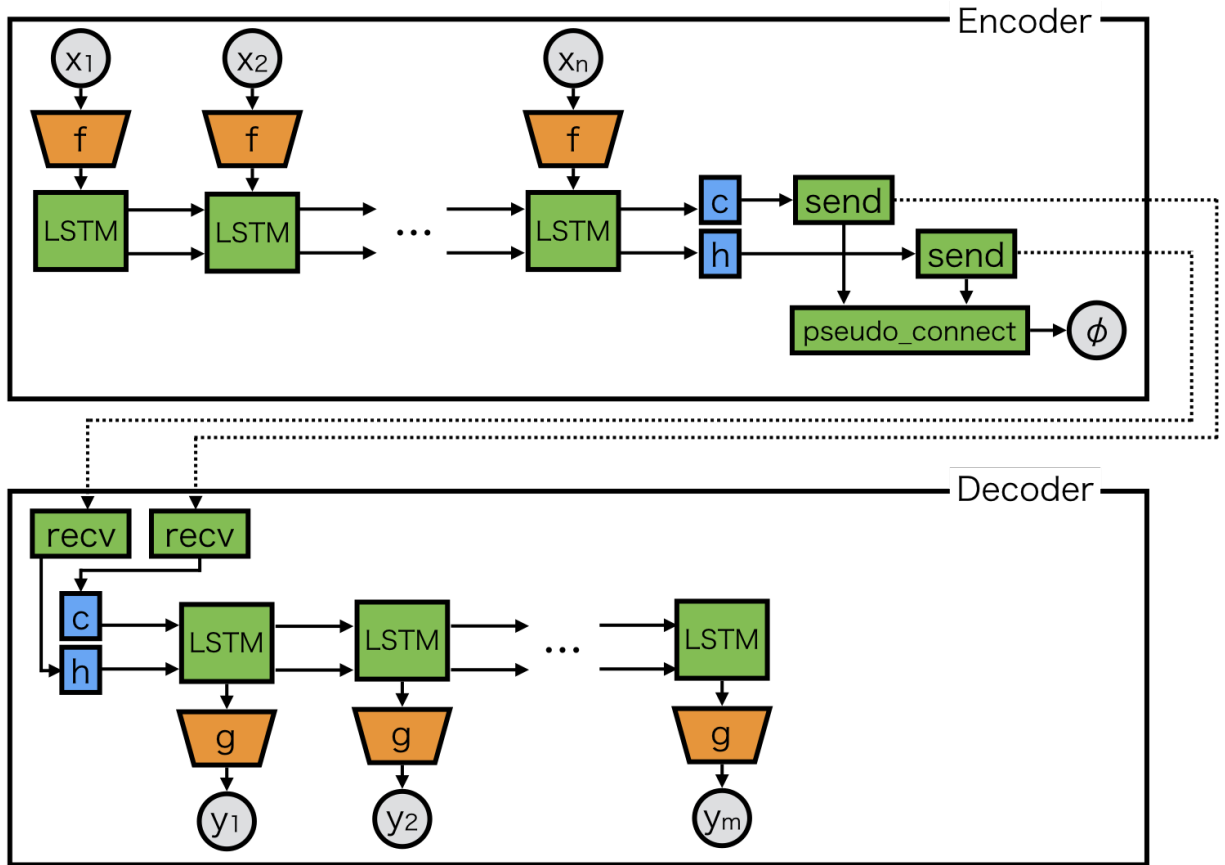 Encoder
x1
x2
xn
f
f
f
LSTM
LSTM
...
LSTM
c
send
h
send
pseudo_connect
φ
Decoder
recv
recv
c
h
LSTM
LSTM
...
LSTM
g
g
g
y1
y2
ym